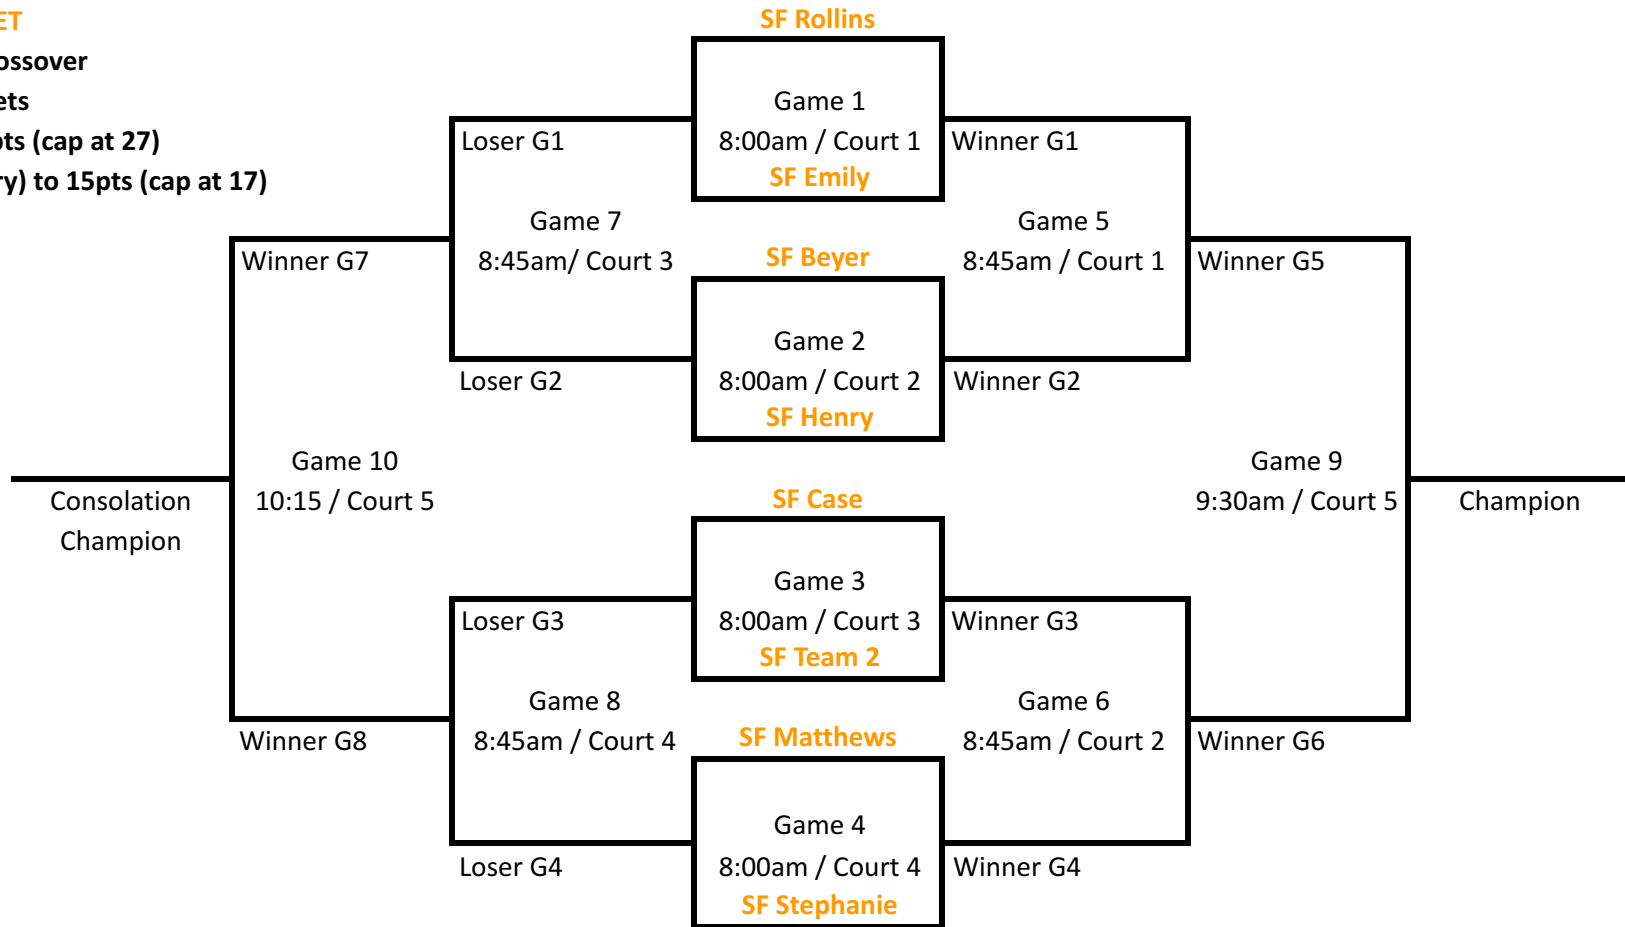 SF Rollins
ossover
Game 1
8:00am / Court 1
SF Emily
pts (cap at 27)
to 15pts (cap at 17)
Loser G1
Winner G1
Game 7
8:45am/ Court 3
Game 5
8:45am / Court 1
Winner G7
SF Beyer
Winner G5
Game 2
8:00am / Court 2
SF Henry
Loser G2
Winner G2
Game 10
10:15 / Court 5
Game 9
9:30am / Court 5
Consolation
Champion
Champion
SF Case
Game 3
8:00am / Court 3
SF Team 2
Loser G3
Winner G3
Game 8
8:45am / Court 4
Game 6
8:45am / Court 2
Winner G8
SF Matthews
Winner G6
Game 4
8:00am / Court 4
SF Stephanie
Loser G4
Winner G4